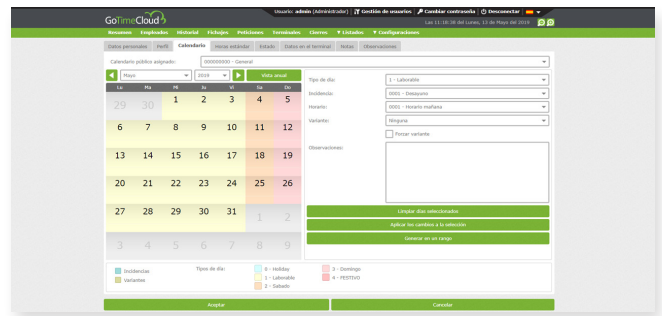 GoTimeCloud
Usuario: admin (Administrador) | Gestión de usuarios | Cambiar contraseña | Desconectar |
Las 11:18:38 del Lunes, 13 de Mayo del 2019
Resumen Empleados Historial Fichajes Peticiones Terminales Cierres Listados Configuraciones
Datos personales Perfil Calendario Horas estándar Estado Datos en el terminal Notas Observaciones
Calendario público asignado: 000000000 - General
Mayo 2019 Vista anual
Lu Ma Mi Ju Vi Sa Do
29 30 1 2 3 4 5
6 7 8 9 10 11 12
13 14 15 16 17 18 19
20 21 22 23 24 25 26
27 28 29 30 31 1 2
3 4 5 6 7 8 9
Tipo de día: 1 - Laborable
Incidencia: 0001 - Desayuno
Horario: 0001 - Horario mañana
Variante: Ninguna
Forzar variante
Observaciones:
Limpiar días seleccionados
Aplicar los cambios a la selección
Generar en un rango
Incidencias
Variantes
Tipos de día:
0 - Holiday
1 - Laborable
2 - Sabado
3 - Domingo
4 - FESTIVO
Aceptar Cancelar